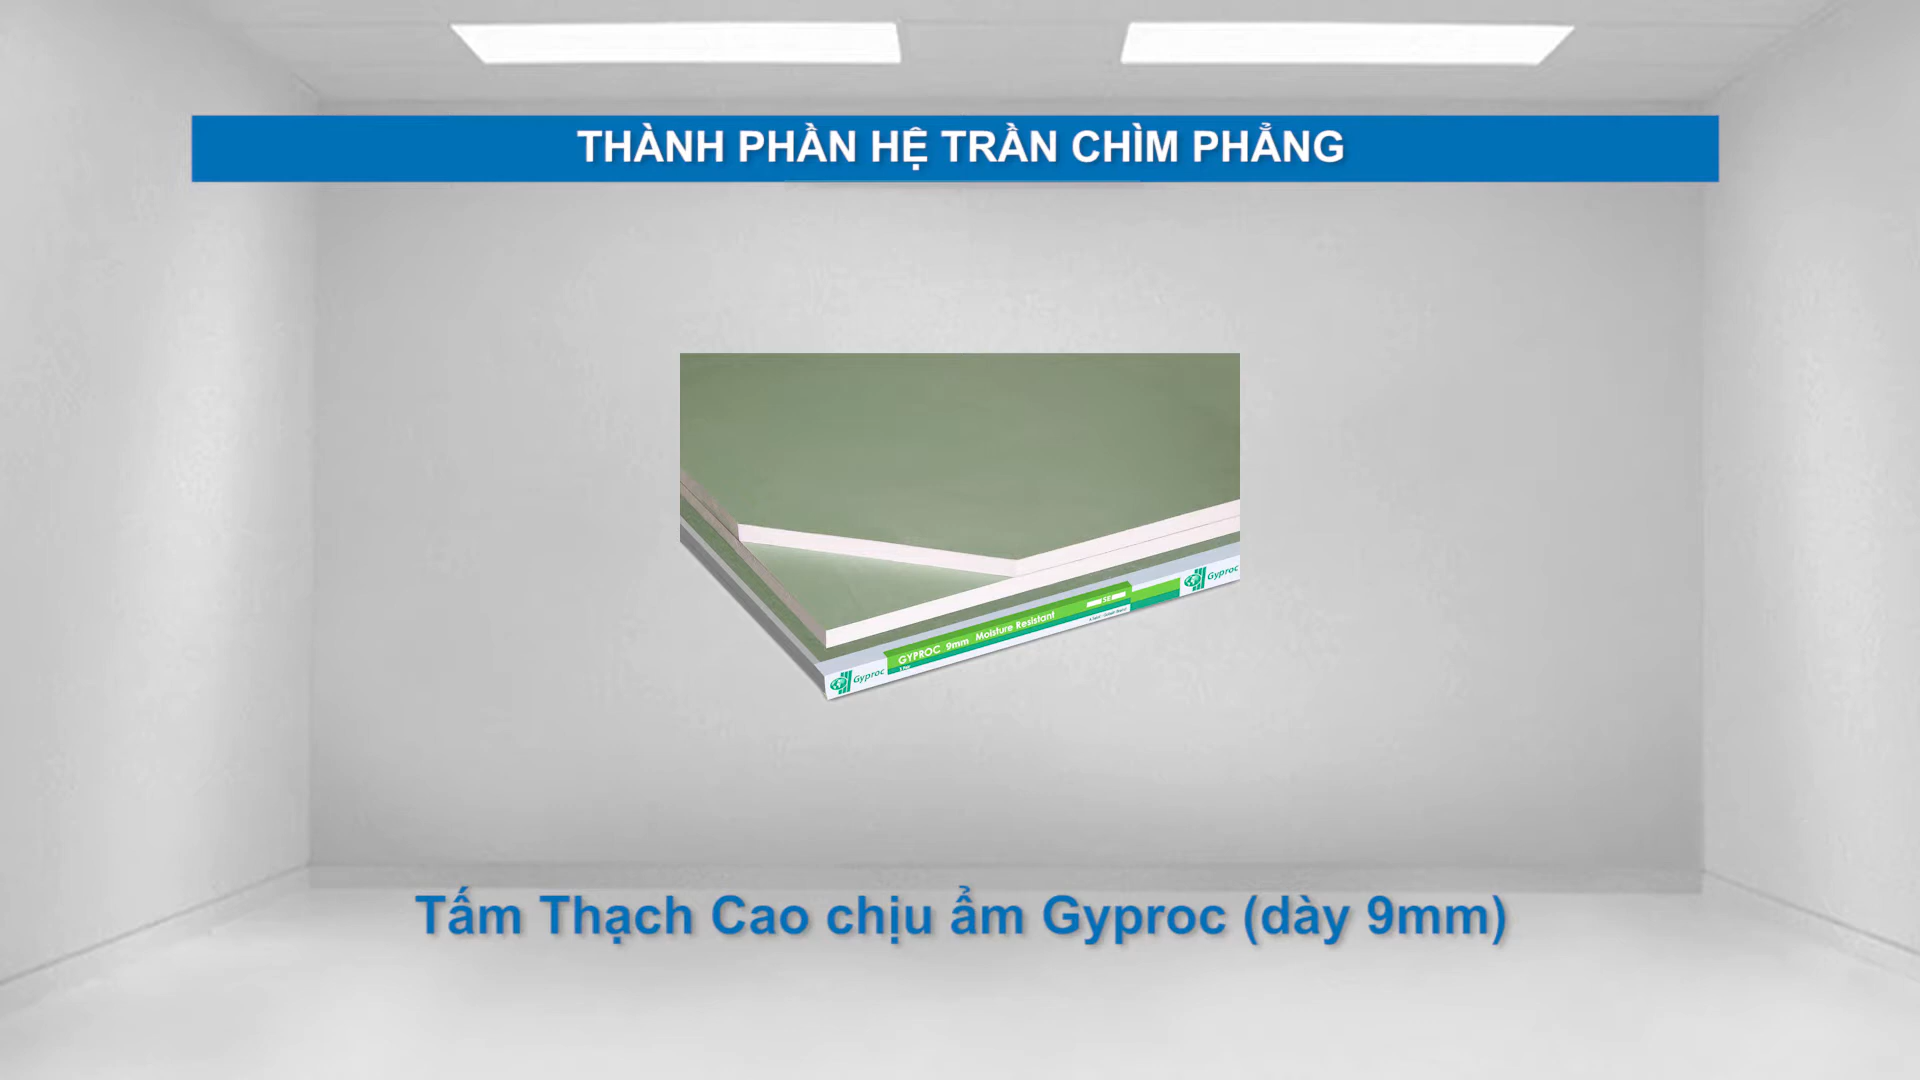 THÀNH PHẦN HỆ TRẦN CHÌM PHẲNG
Gyproc
SE
GYPROC 9mm Moisture Resistant
Gyproc
Tấm Thạch Cao chịu ẩm Gyproc (dày 9mm)